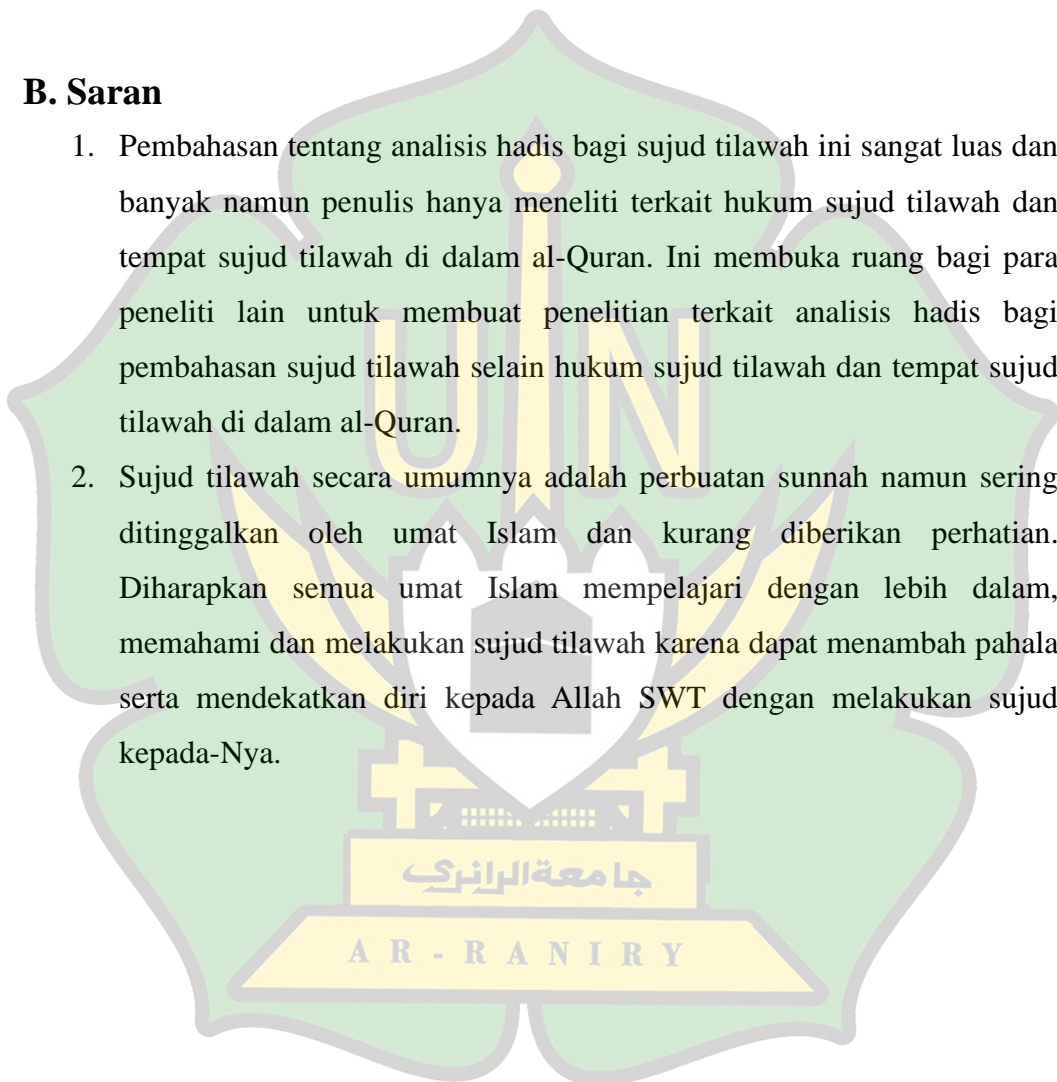 B. Saran
1. Pembahasan tentang analisis hadis bagi sujud tilawah ini sangat luas dan
banyak namun penulis hanya meneliti terkait hukum sujud tilawah dan
tempat sujud tilawah di dalam al-Quran. Ini membuka ruang bagi para
peneliti lain untuk membuat penelitian terkait analisis hadis bagi
pembahasan sujud tilawah selain hukum sujud tilawah dan tempat sujud
tilawah di dalam al-Quran.
2. Sujud tilawah secara umumnya adalah perbuatan sunnah namun sering
ditinggalkan oleh umat Islam dan kurang diberikan perhatian.
Diharapkan semua umat Islam mempelajari dengan lebih dalam,
memahami dan melakukan sujud tilawah karena dapat menambah pahala
serta mendekatkan diri kepada Allah SWT dengan melakukan sujud
kepada-Nya.
UIN
جامعةالرانرك
AR-RANIRY